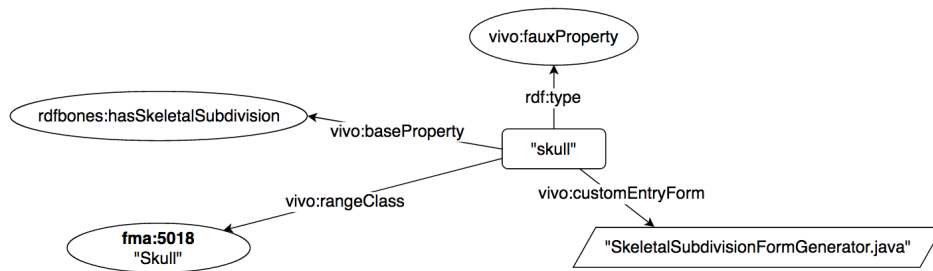 vivo:fauxProperty
rdf:type
rdfbones:hasSkeletalSubdivision
vivo:baseProperty
"skull"
vivo:rangeClass
vivo:customEntryForm
fma:5018
"Skull"
"SkeletalSubdivisionFormGenerator.java"